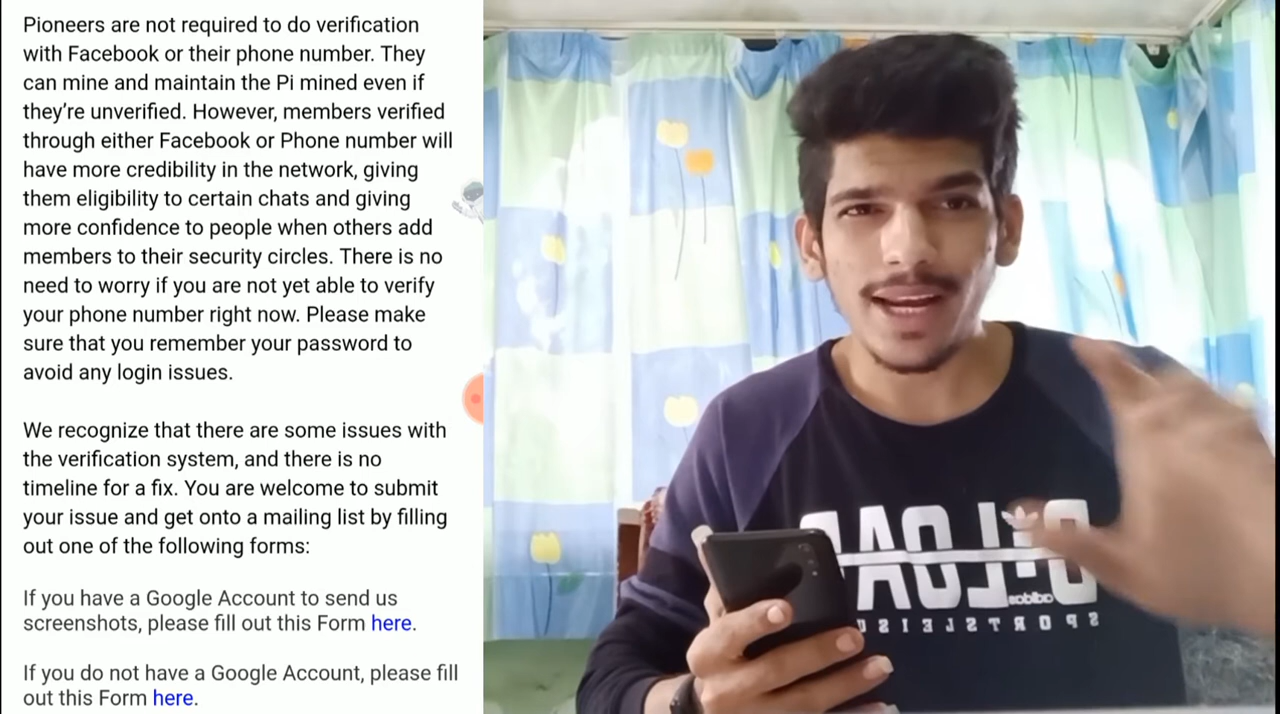 Pioneers are not required to do verification
with Facebook or their phone number. They
can mine and maintain the Pi mined even if
they're unverified. However, members verified
through either Facebook or Phone number will
have more credibility in the network, giving
them eligibility to certain chats and giving
more confidence to people when others add
members to their security circles. There is no
need to worry if you are not yet able to verify
your phone number right now. Please make
sure that you remember your password to
avoid any login issues.
We recognize that there are some issues with
the verification system, and there is no
timeline for a fix. You are welcome to submit
your issue and get onto a mailing list by filling
out one of the following forms:
If you have a Google Account to send us
screenshots, please fill out this Form here.
If you do not have a Google Account, please fill
out this Form here.